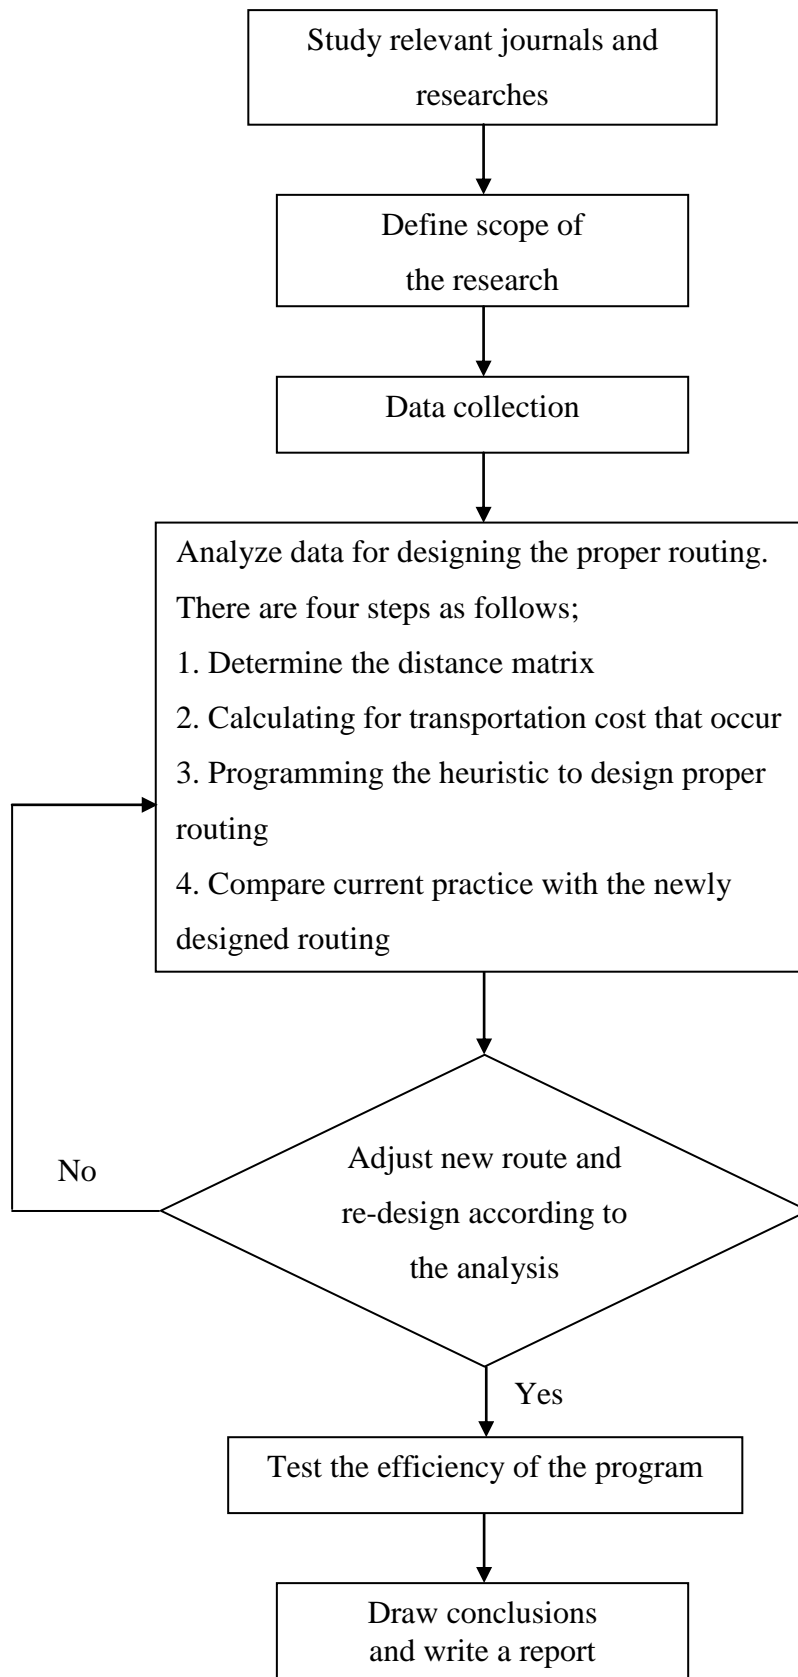 Study relevant journals and
researches
Define scope of
the research
Data collection
Analyze data for designing the proper routing.
There are four steps as follows;
1. Determine the distance matrix
2. Calculating for transportation cost that occur
3. Programming the heuristic to design proper
routing
4. Compare current practice with the newly
designed routing
Adjust new route and
re-design according to
the analysis
No
Yes
Test the efficiency of the program
Draw conclusions
and write a report